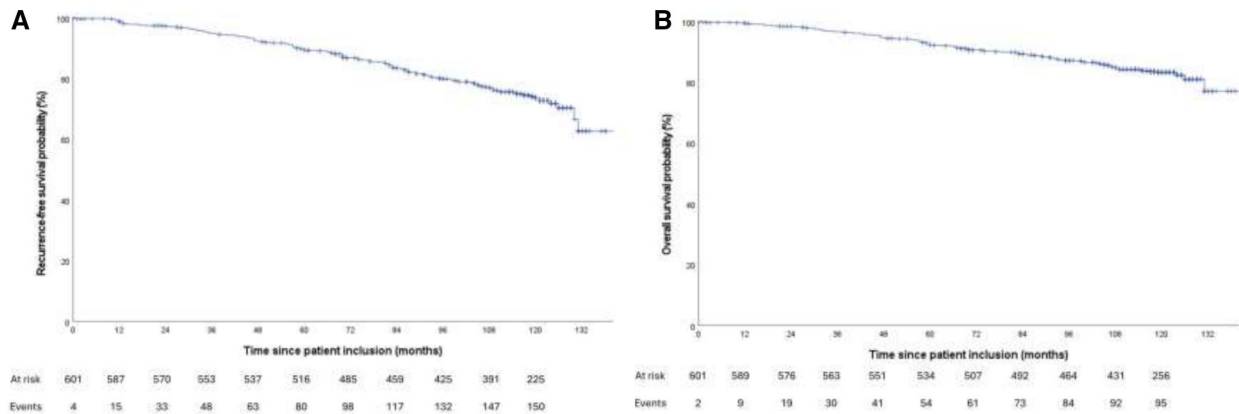 A
Recurrence-free survival probability (%)
100
80
60
40
20
0
0 12 24 36 48 60 72 84 96 108 120 132
Time since patient inclusion (months)
At risk 601 587 570 553 537 516 485 459 425 391 225
Events 4 15 33 48 63 80 98 117 132 147 150
B
Overall survival probability (%)
100
80
60
40
20
0
0 12 24 36 48 60 72 84 96 108 120 132
Time since patient inclusion (months)
At risk 601 589 576 563 551 534 507 492 464 431 256
Events 2 9 19 30 41 54 61 73 84 92 95